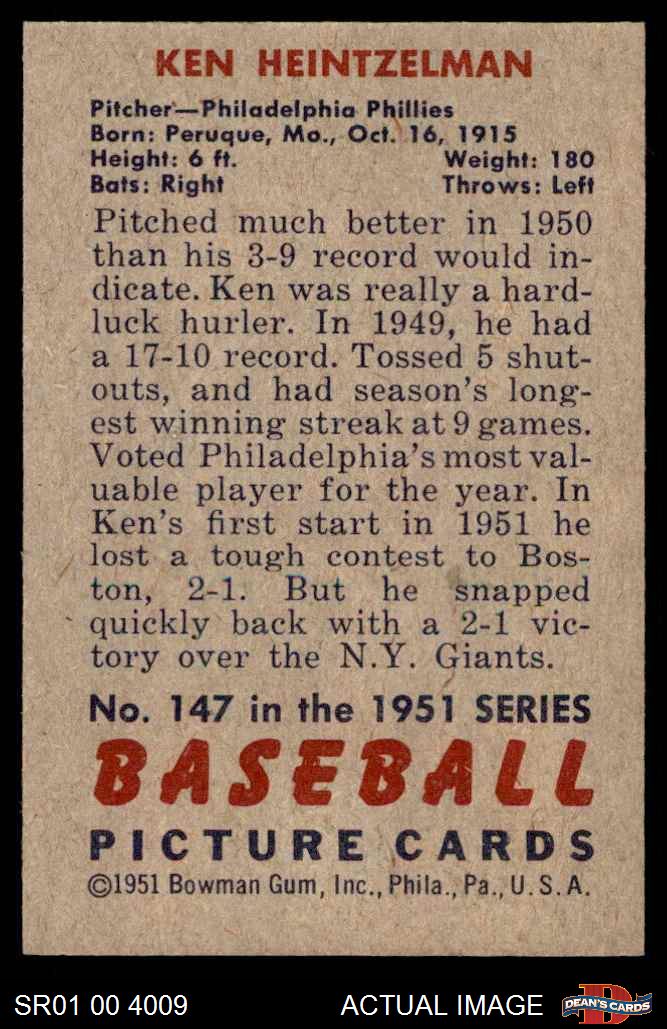 KEN HEINTZELMAN
Pitcher—Philadelphia Phillies
Born: Peruque, Mo., Oct. 16, 1915
Height: 6 ft. Weight: 180
Bats: Right Throws: Left
Pitched much better in 1950
than his 3-9 record would in-
dicate. Ken was really a hard-
luck hurler. In 1949, he had
a 17-10 record. Tossed 5 shut-
outs, and had season's long-
est winning streak at 9 games.
Voted Philadelphia's most val-
uable player for the year. In
Ken's first start in 1951 he
lost a tough contest to Bos-
ton, 2-1. But he snapped
quickly back with a 2-1 vic-
tory over the N.Y. Giants.
No. 147 in the 1951 SERIES
BASEBALL
PICTURE CARDS
©1951 Bowman Gum, Inc., Phila., Pa., U.S.A.
SR01 00 4009 ACTUAL IMAGE D DEAN'S CARDS